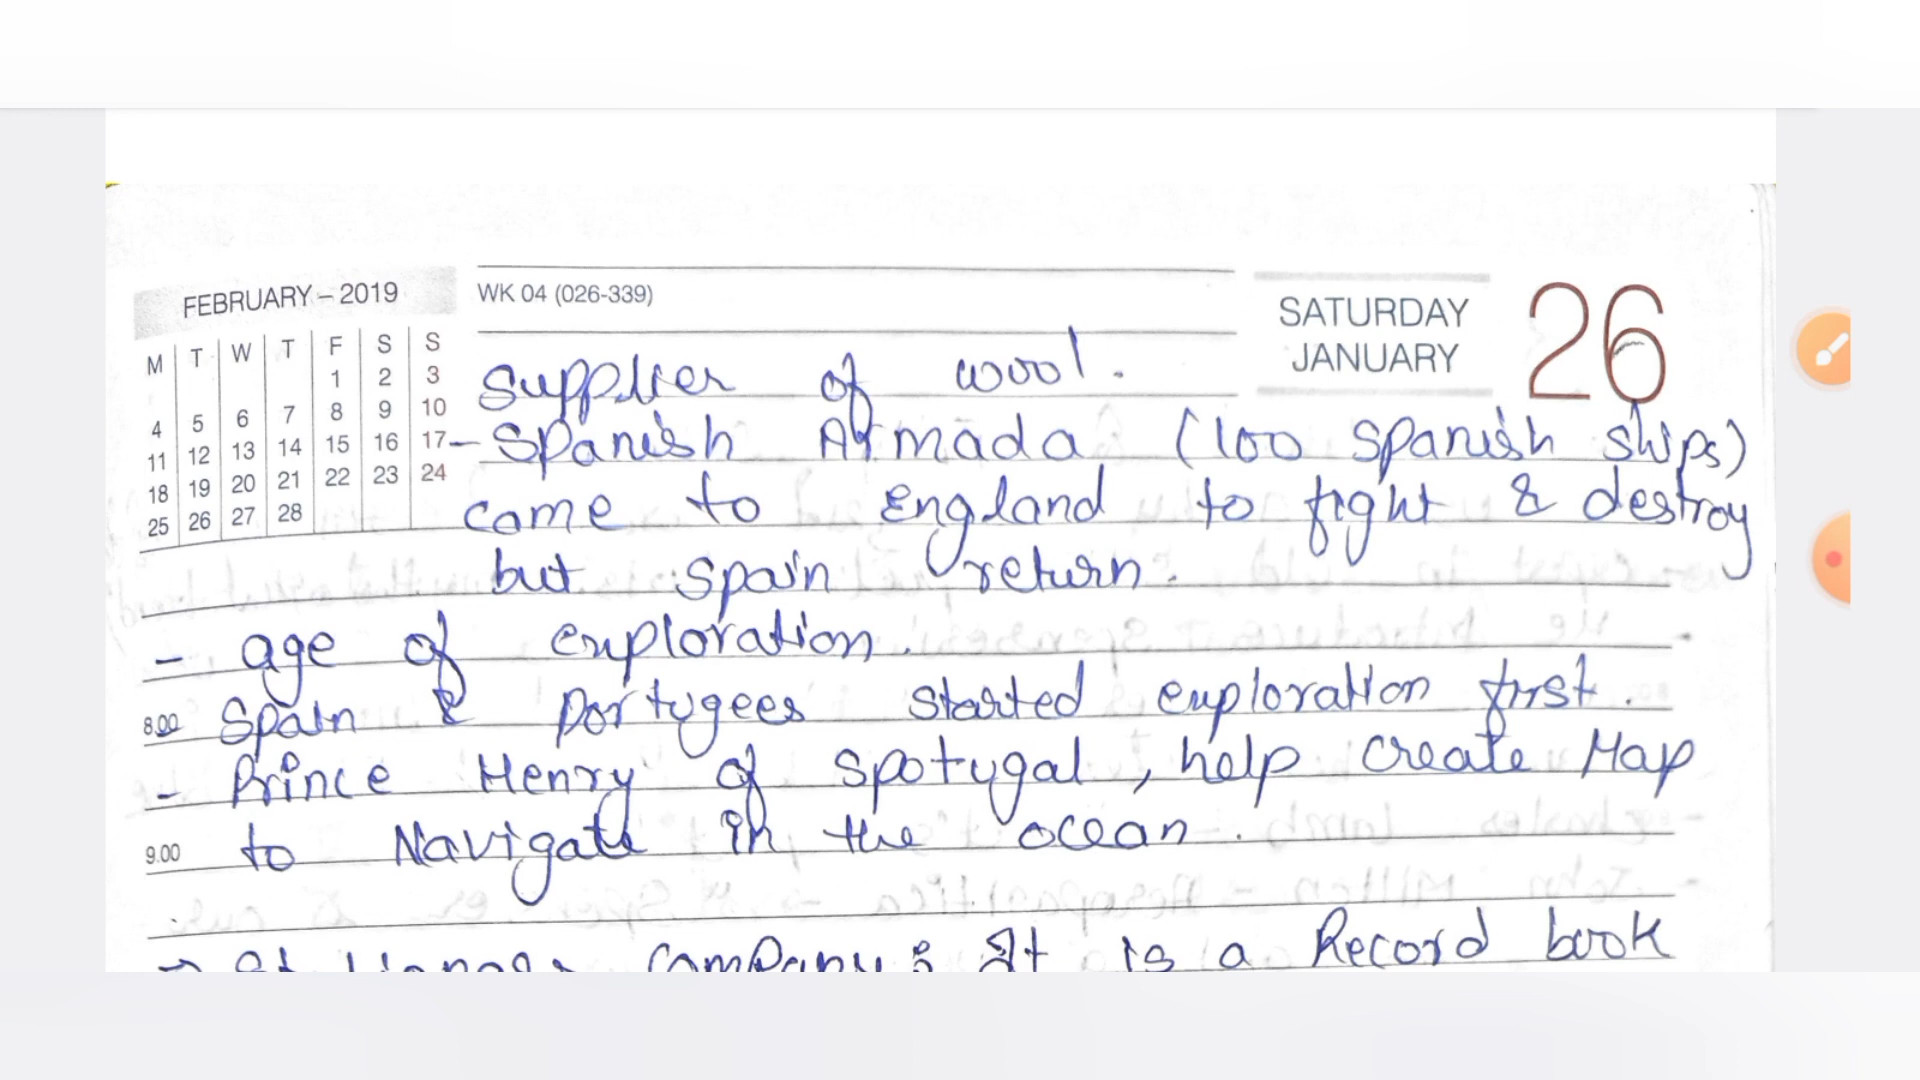 FEBRUARY – 2019
WK 04 (026-339)
SATURDAY
JANUARY
26
M T W T F S S
1 2 3
4 5 6 7 8 9 10
11 12 13 14 15 16 17
18 19 20 21 22 23 24
25 26 27 28
supplier of wool.
- Spanish Armada (100 spanish ships)
come to England to fight & destroy
but spain return.
- age of exploration.
8.00 Spain & portugees started exploration first.
- Prince Henry of spotugal, help create Map
9.00 to Navigate in the ocean.
Company : It is a Record book